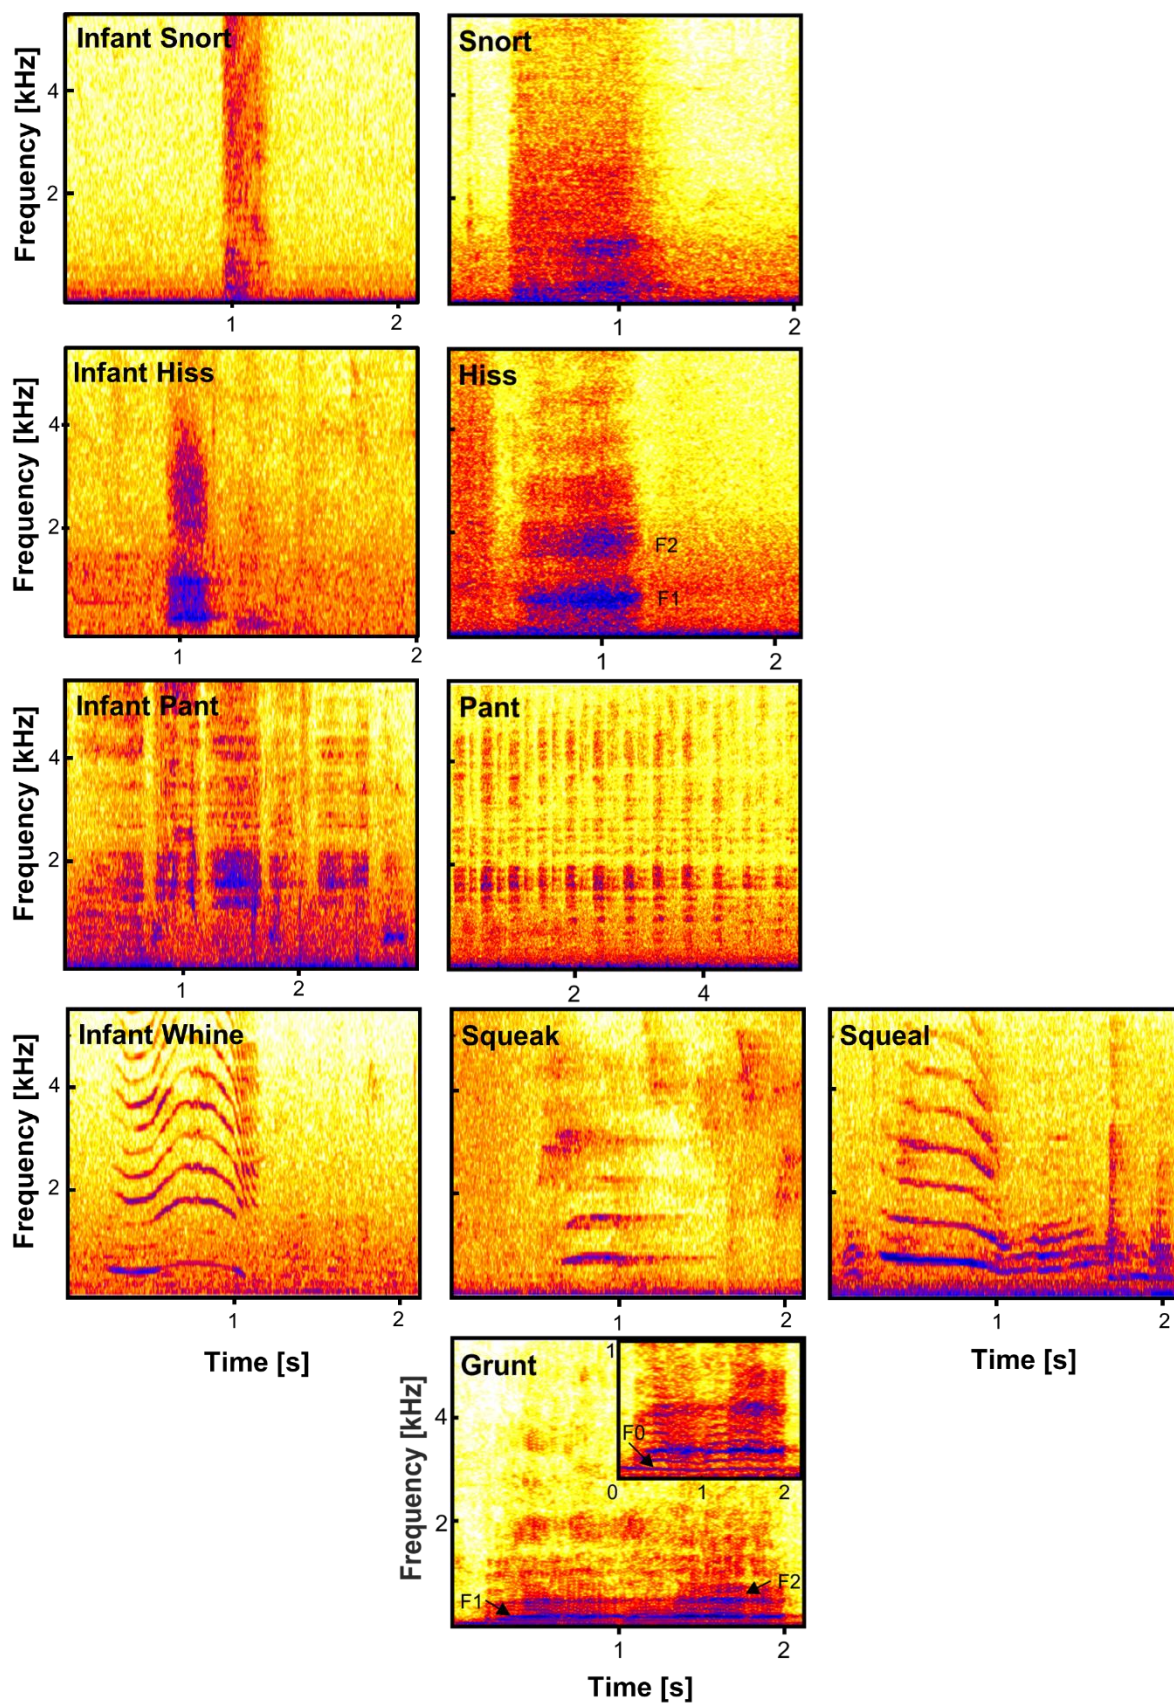 Infant Snort
Snort
Frequency [kHz]
4
2
1
2
1
2
Infant Hiss
Hiss
Frequency [kHz]
4
2
F2
F1
1
2
1
2
Infant Pant
Pant
Frequency [kHz]
4
2
1
2
2
4
Infant Whine
Squeak
Squeal
Frequency [kHz]
4
2
1
2
1
2
1
2
Time [s]
Time [s]
Grunt
Frequency [kHz]
4
2
1
F0
0
1
2
F1
F2
1
2
Time [s]